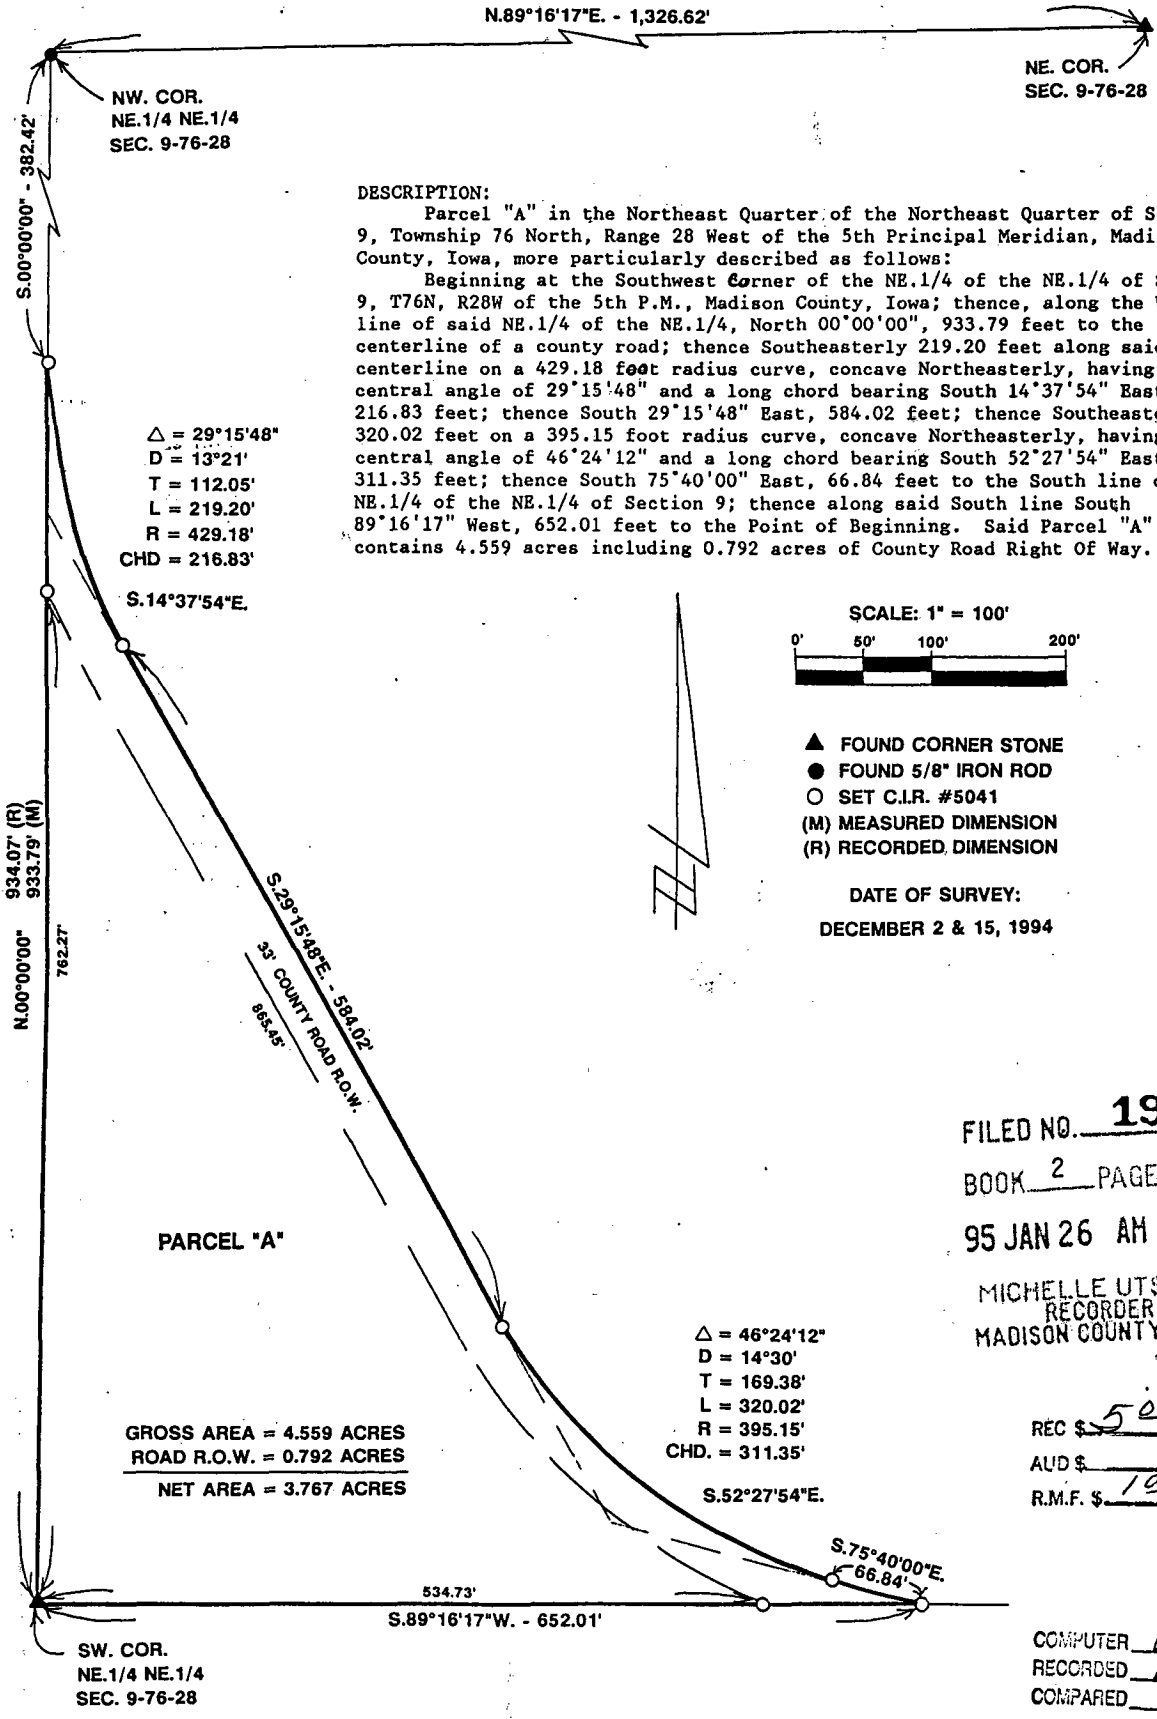 N.89°16'17"E. - 1,326.62'
NW. COR.
NE.1/4 NE.1/4
SEC. 9-76-28
NE. COR.
SEC. 9-76-28
S.00°00'00" - 382.42'
DESCRIPTION:
Parcel "A" in the Northeast Quarter of the Northeast Quarter of S
9, Township 76 North, Range 28 West of the 5th Principal Meridian, Madi
County, Iowa, more particularly described as follows:
Beginning at the Southwest Corner of the NE.1/4 of the NE.1/4 of
9, T76N, R28W of the 5th P.M., Madison County, Iowa; thence, along the
line of said NE.1/4 of the NE.1/4, North 00°00'00", 933.79 feet to the
centerline of a county road; thence Southeasterly 219.20 feet along said
centerline on a 429.18 foot radius curve, concave Northeasterly, having
central angle of 29°15'48" and a long chord bearing South 14°37'54" East
216.83 feet; thence South 29°15'48" East, 584.02 feet; thence Southeast
320.02 feet on a 395.15 foot radius curve, concave Northeasterly, having
central angle of 46°24'12" and a long chord bearing South 52°27'54" East
311.35 feet; thence South 75°40'00" East, 66.84 feet to the South line
NE.1/4 of the NE.1/4 of Section 9; thence along said South line South
89°16'17" West, 652.01 feet to the Point of Beginning. Said Parcel "A"
contains 4.559 acres including 0.792 acres of County Road Right Of Way.
△ = 29°15'48"
D = 13°21'
T = 112.05'
L = 219.20'
R = 429.18'
CHD = 216.83'
S.14°37'54"E.
SCALE: 1" = 100'
0' 50' 100' 200'
▲ FOUND CORNER STONE
● FOUND 5/8" IRON ROD
○ SET C.I.R. #5041
(M) MEASURED DIMENSION
(R) RECORDED DIMENSION
DATE OF SURVEY:
DECEMBER 2 & 15, 1994
934.07' (R)
933.79' (M)
N.00°00'00"
762.27'
S.29°15'48"E. - 584.02'
33' COUNTY ROAD R.O.W.
865.45'
FILED NO. 19
BOOK 2 PAGE
95 JAN 26 AM
MICHELLE UTS
RECORDER
MADISON COUNTY
PARCEL "A"
△ = 46°24'12"
D = 14°30'
T = 169.38'
L = 320.02'
R = 395.15'
CHD. = 311.35'
S.52°27'54"E.
GROSS AREA = 4.559 ACRES
ROAD R.O.W. = 0.792 ACRES
NET AREA = 3.767 ACRES
REC $ 50
AUD $
R.M.F. $ 10
S.75°40'00"E.
66.84'
534.73'
S.89°16'17"W. - 652.01'
SW. COR.
NE.1/4 NE.1/4
SEC. 9-76-28
COMPUTER
RECORDED
COMPARED